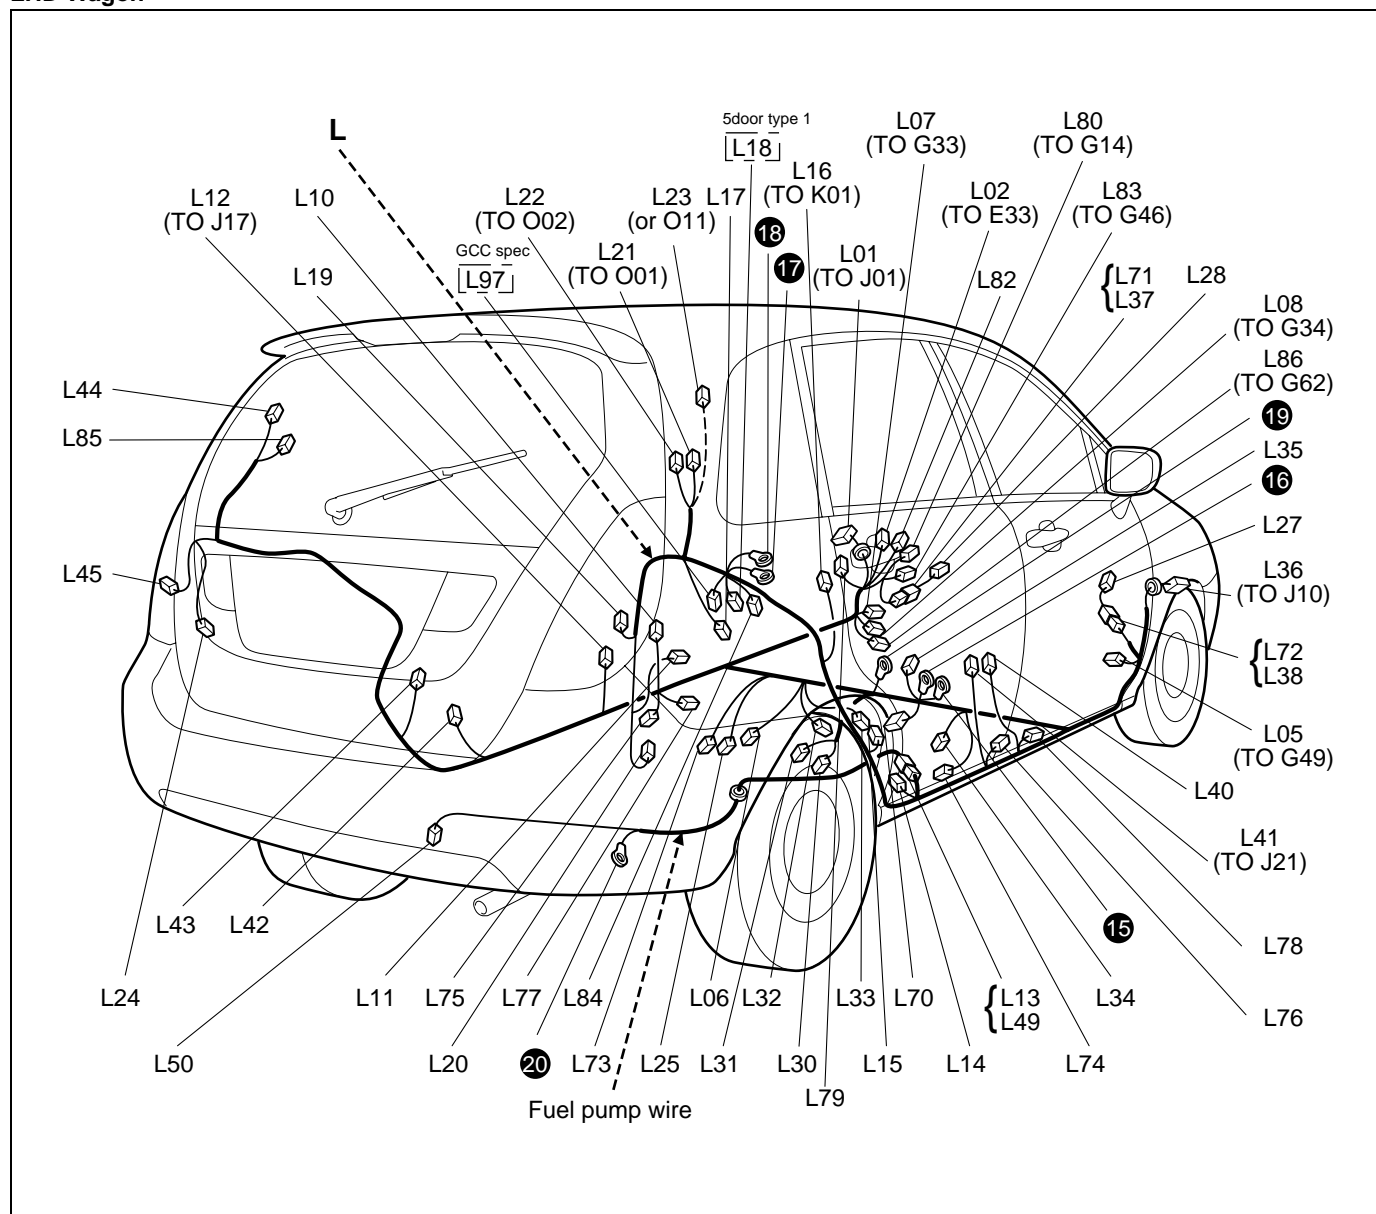 L
5door type 1
L18
L07
(TO G33)
L80
(TO G14)
L12
(TO J17)
L10
L22
(TO O02)
L23
(or O11)
L17
L16
(TO K01)
L02
(TO E33)
L83
(TO G46)
18
17
GCC spec
L97
L21
(TO O01)
L01
(TO J01)
L19
L82
L71
L37
L28
L08
(TO G34)
L86
(TO G62)
L44
19
L85
L35
16
L27
L45
L36
(TO J10)
L72
L38
L05
(TO G49)
L40
L41
(TO J21)
L43
L42
15
L78
L24
L11
L75
L77
L84
L06
L32
L33
L70
L13
L49
L34
L76
L50
L20
20
L73
L25
L31
L30
L15
L14
L74
L79
Fuel pump wire